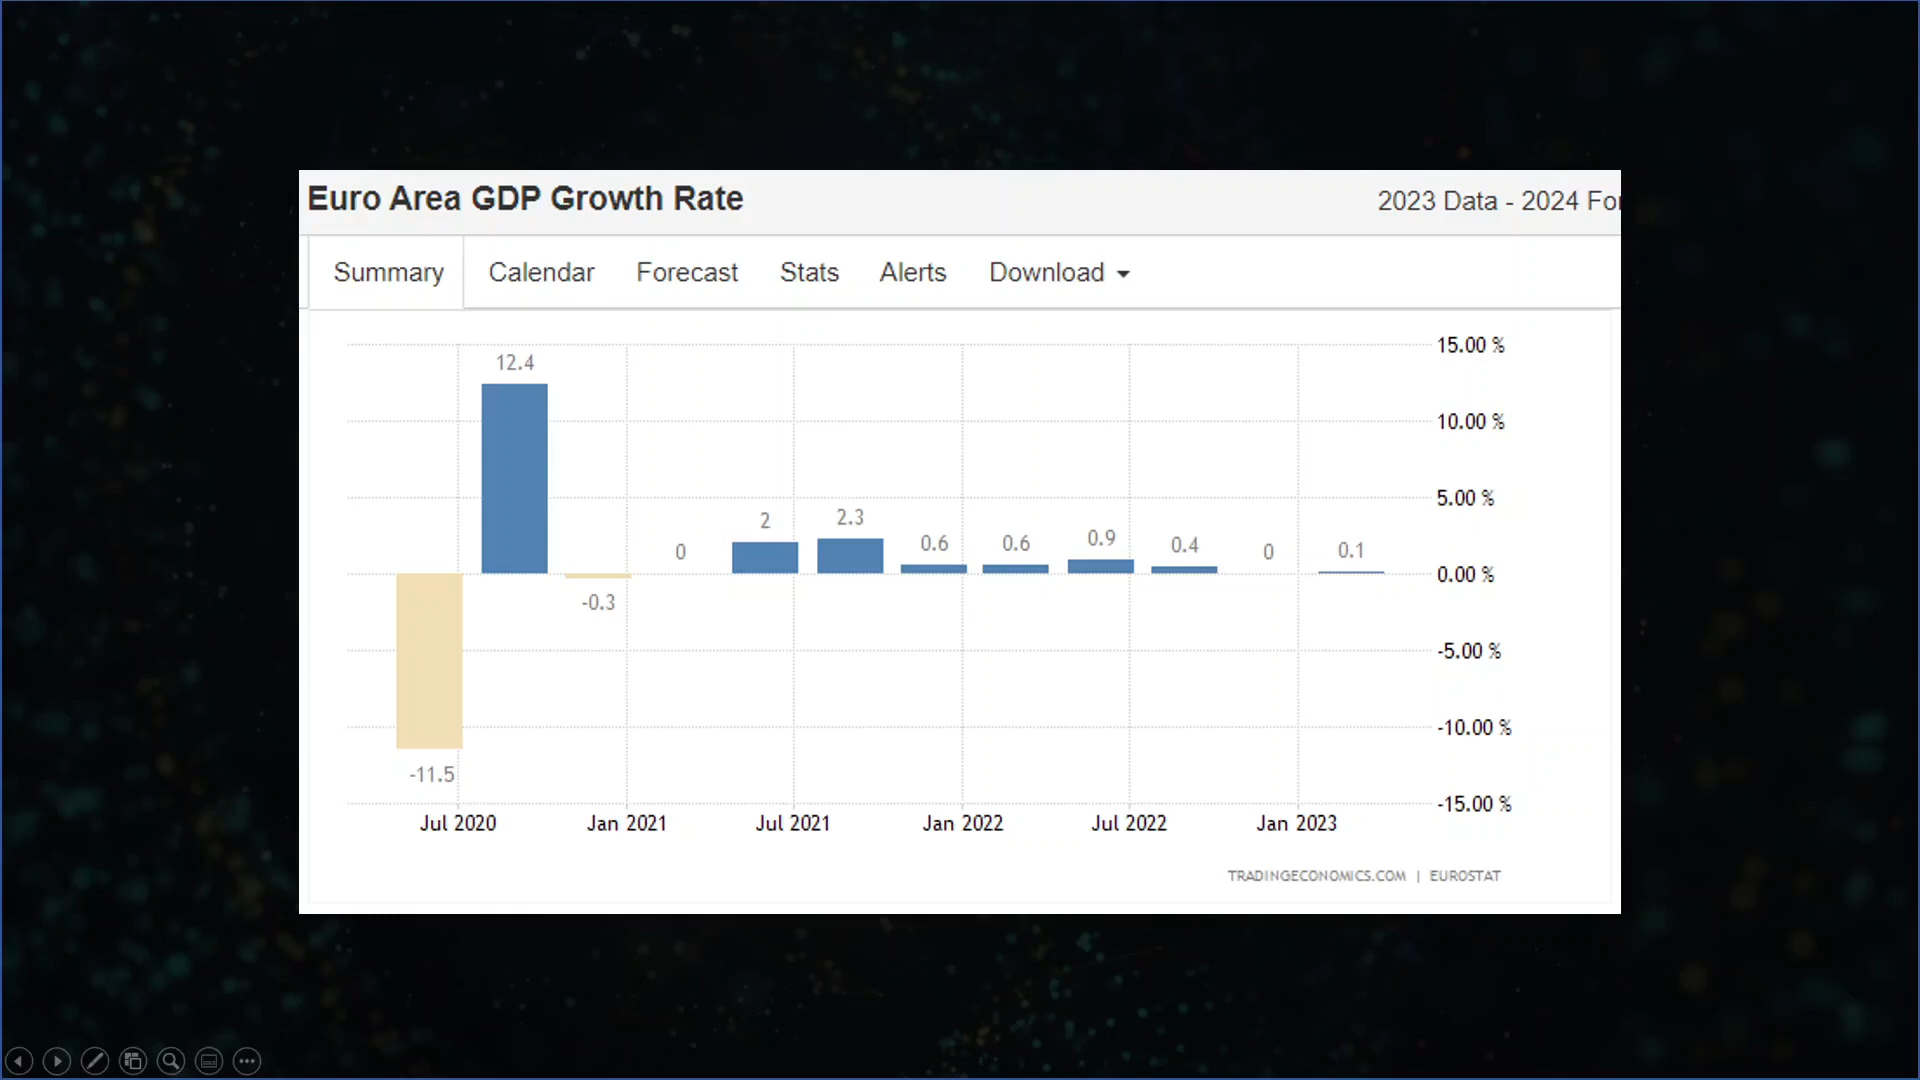 Euro Area GDP Growth Rate
2023 Data - 2024 For
Summary Calendar Forecast Stats Alerts Download
15.00 %
12.4
10.00 %
5.00 %
2 2.3
0 0.6 0.6 0.9 0.4 0 0.1
0.00 %
-0.3
-5.00 %
-10.00 %
-11.5
-15.00 %
Jul 2020 Jan 2021 Jul 2021 Jan 2022 Jul 2022 Jan 2023
TRADINGECONOMICS.COM | EUROSTAT